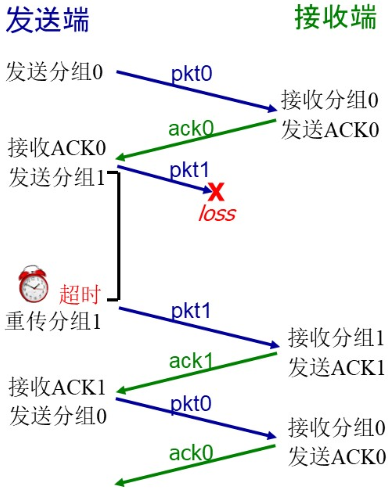 发送端
接收端
发送分组0
pkt0
接收分组0
发送ACK0
ack0
接收ACK0
发送分组1
pkt1
X
loss
超时
重传分组1
pkt1
接收分组1
发送ACK1
ack1
接收ACK1
发送分组0
pkt0
接收分组0
发送ACK0
ack0